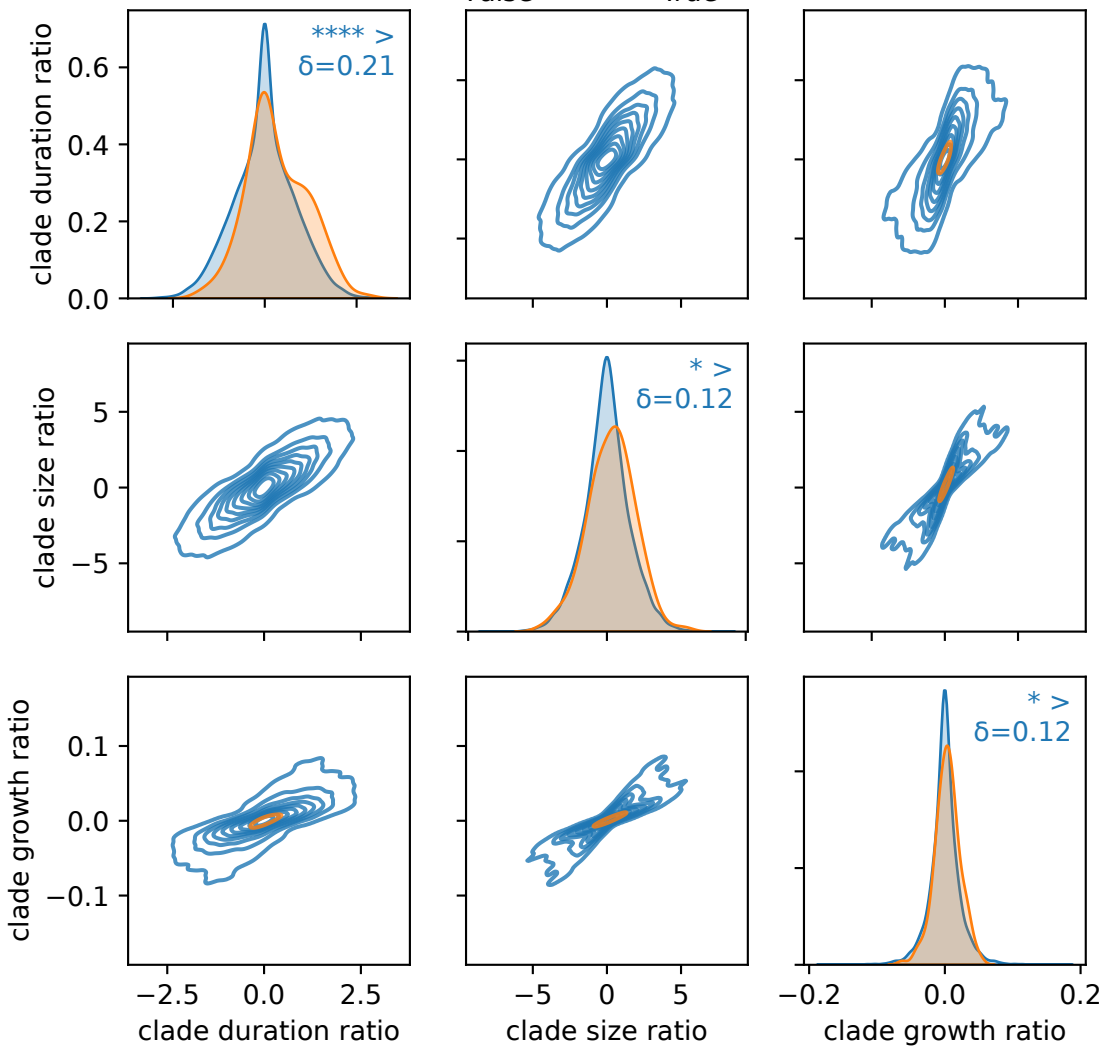 clade duration ratio
0.6
0.4
0.2
0.0
**** >
δ=0.21
clade size ratio
5
0
−5
* >
δ=0.12
clade growth ratio
0.1
0.0
−0.1
* >
δ=0.12
−2.5 0.0 2.5
−5 0 5
−0.2 0.0 0.2
clade duration ratio
clade size ratio
clade growth ratio